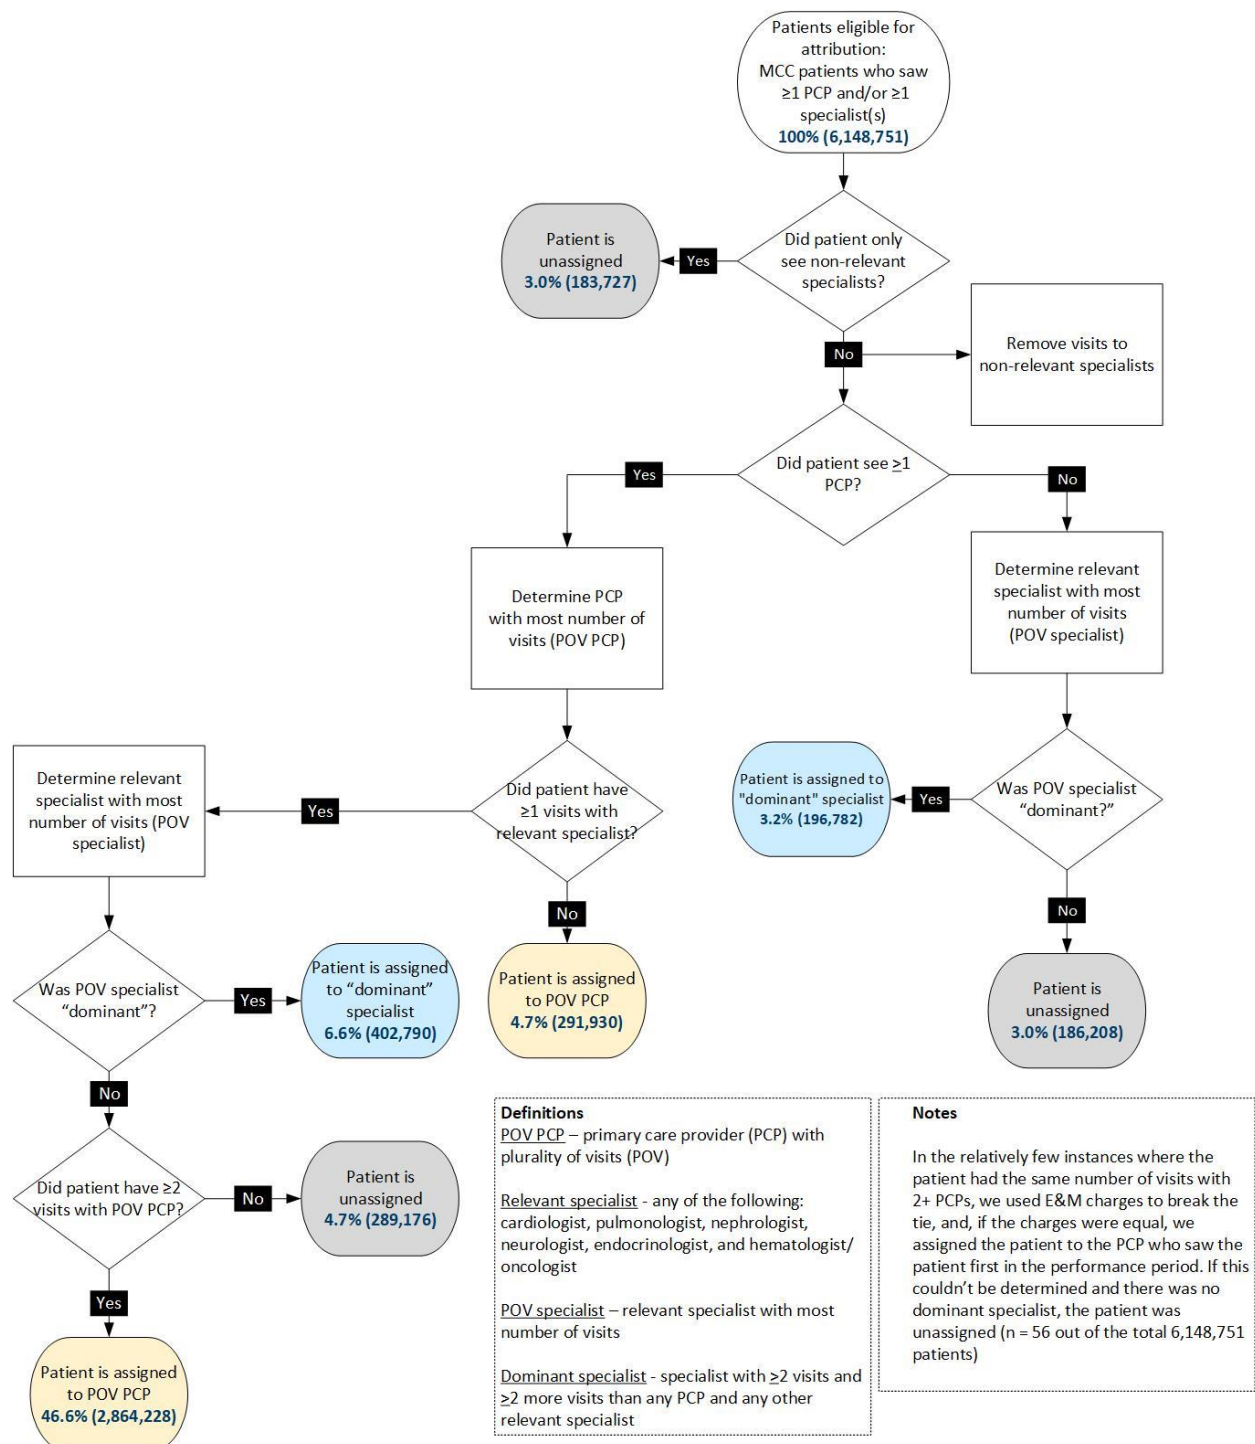 Patients eligible for
attribution:
MCC patients who saw
≥1 PCP and/or ≥1
specialist(s)
100% (6,148,751)
Did patient only
see non-relevant
specialists?
Yes
Patient is
unassigned
3.0% (183,727)
No
Remove visits to
non-relevant specialists
Did patient see ≥1
PCP?
Yes
No
Determine PCP
with most number of
visits (POV PCP)
Determine relevant
specialist with most
number of visits
(POV specialist)
Did patient have
≥1 visits with
relevant specialist?
Yes
Determine relevant
specialist with most
number of visits (POV
specialist)
Was POV specialist
“dominant?”
Yes
Patient is assigned to
"dominant" specialist
3.2% (196,782)
No
No
Patient is assigned
to POV PCP
4.7% (291,930)
Patient is
unassigned
3.0% (186,208)
Was POV specialist
“dominant”?
Yes
Patient is assigned
to “dominant”
specialist
6.6% (402,790)
No
Did patient have ≥2
visits with POV PCP?
No
Patient is
unassigned
4.7% (289,176)
Yes
Patient is assigned
to POV PCP
46.6% (2,864,228)
Definitions
POV PCP – primary care provider (PCP) with
plurality of visits (POV)
Relevant specialist - any of the following:
cardiologist, pulmonologist, nephrologist,
neurologist, endocrinologist, and hematologist/
oncologist
POV specialist – relevant specialist with most
number of visits
Dominant specialist - specialist with ≥2 visits and
≥2 more visits than any PCP and any other
relevant specialist
Notes
In the relatively few instances where the
patient had the same number of visits with
2+ PCPs, we used E&M charges to break the
tie, and, if the charges were equal, we
assigned the patient to the PCP who saw the
patient first in the performance period. If this
couldn’t be determined and there was no
dominant specialist, the patient was
unassigned (n = 56 out of the total 6,148,751
patients)